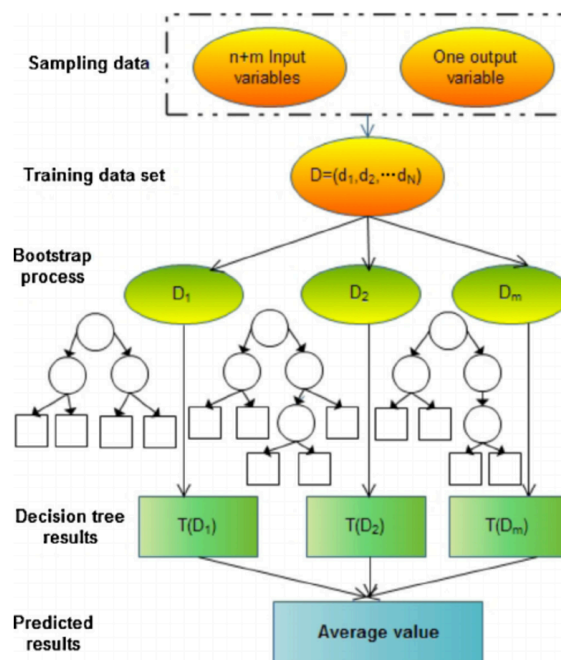 Sampling data
n+m Input
variables
One output
variable
Training data set
D=(d₁,d₂,···d_N)
Bootstrap
process
D₁
D₂
Dₘ
Decision tree
results
T(D₁)
T(D₂)
T(Dₘ)
Predicted
results
Average value